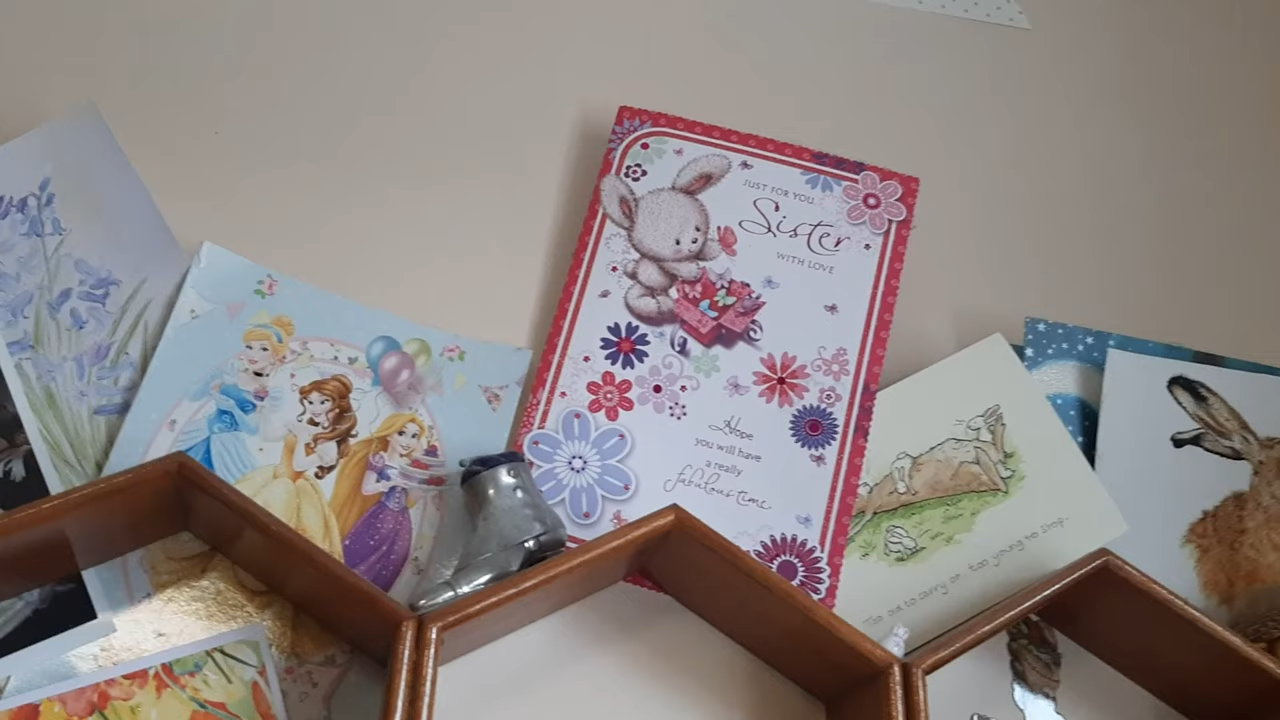 JUST FOR YOU
Sister
WITH LOVE
Hope
you will have
a really
fabulous time
Too old to carry on too young to stop.